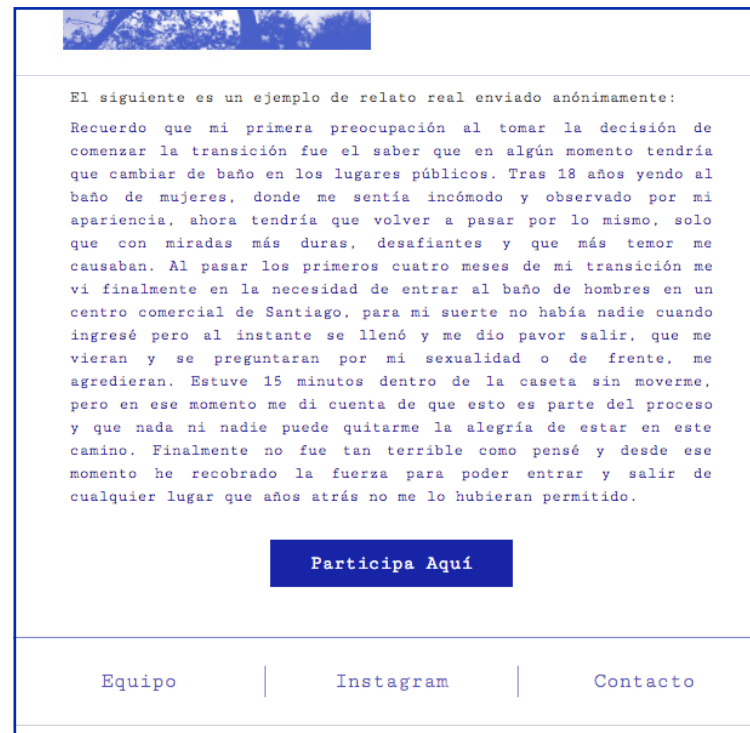 El siguiente es un ejemplo de relato real enviado anónimamente:
Recuerdo que mi primera preocupación al tomar la decisión de
comenzar la transición fue el saber que en algún momento tendría
que cambiar de baño en los lugares públicos. Tras 18 años yendo al
baño de mujeres, donde me sentía incómodo y observado por mi
apariencia, ahora tendría que volver a pasar por lo mismo, solo
que con miradas más duras, desafiantes y que más temor me
causaban. Al pasar los primeros cuatro meses de mi transición me
vi finalmente en la necesidad de entrar al baño de hombres en un
centro comercial de Santiago, para mi suerte no había nadie cuando
ingresé pero al instante se llenó y me dio pavor salir, que me
vieran y se preguntaran por mi sexualidad o de frente, me
agredieran. Estuve 15 minutos dentro de la caseta sin moverme,
pero en ese momento me di cuenta de que esto es parte del proceso
y que nada ni nadie puede quitarme la alegría de estar en este
camino. Finalmente no fue tan terrible como pensé y desde ese
momento he recobrado la fuerza para poder entrar y salir de
cualquier lugar que años atrás no me lo hubieran permitido.
Participa Aquí
Equipo
Instagram
Contacto